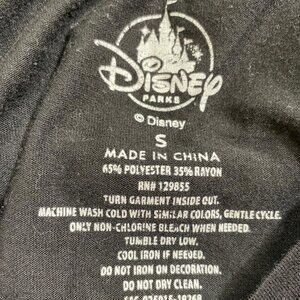 DISNEY
PARKS
© Disney
S
MADE IN CHINA
65% POLYESTER 35% RAYON
RN# 129855
TURN GARMENT INSIDE OUT.
MACHINE WASH COLD WITH SIMILAR COLORS, GENTLE CYCLE.
ONLY NON-CHLORINE BLEACH WHEN NEEDED.
TUMBLE DRY LOW.
COOL IRON IF NEEDED.
DO NOT IRON ON DECORATION.
DO NOT DRY CLEAN.